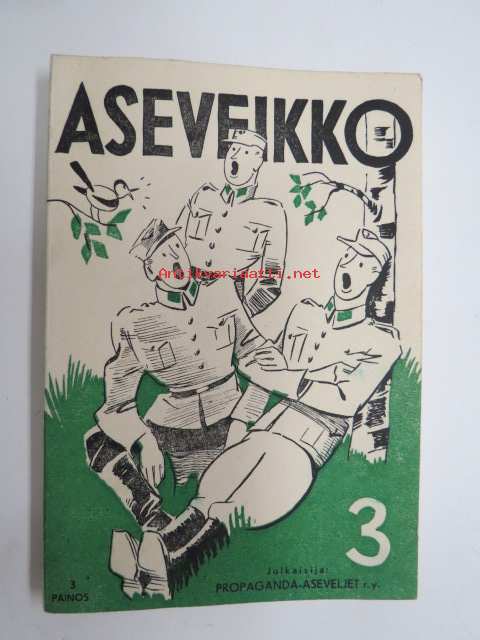 ASEVEIKKO
Antikvariaatti.net
3
Julkaisija:
PROPAGANDA-ASEVELJET r.y.
3
PAINOS